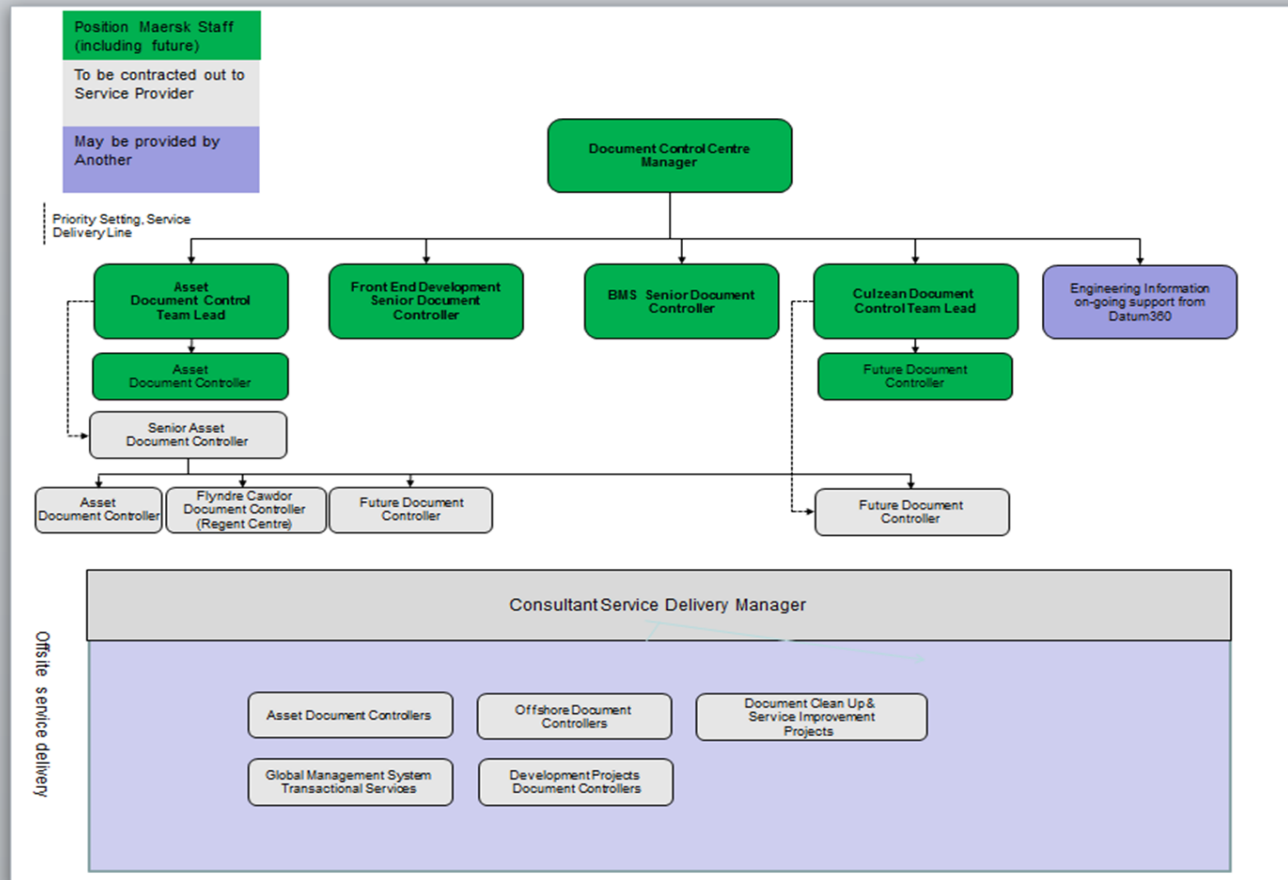 Position Maersk Staff
(including future)
To be contracted out to
Service Provider
May be provided by
Another
Priority Setting, Service
Delivery Line
Document Control Centre
Manager
Asset
Document Control
Team Lead
Front End Development
Senior Document
Controller
BMS Senior Document
Controller
Culzean Document
Control Team Lead
Engineering Information
on-going support from
Datum360
Asset
Document Controller
Future Document
Controller
Senior Asset
Document Controller
Asset
Document Controller
Flyndre Cawdor
Document Controller
(Regent Centre)
Future Document
Controller
Future Document
Controller
Consultant Service Delivery Manager
Offsite service delivery
Asset Document Controllers
Offshore Document
Controllers
Document Clean Up &
Service Improvement
Projects
Global Management System
Transactional Services
Development Projects
Document Controllers